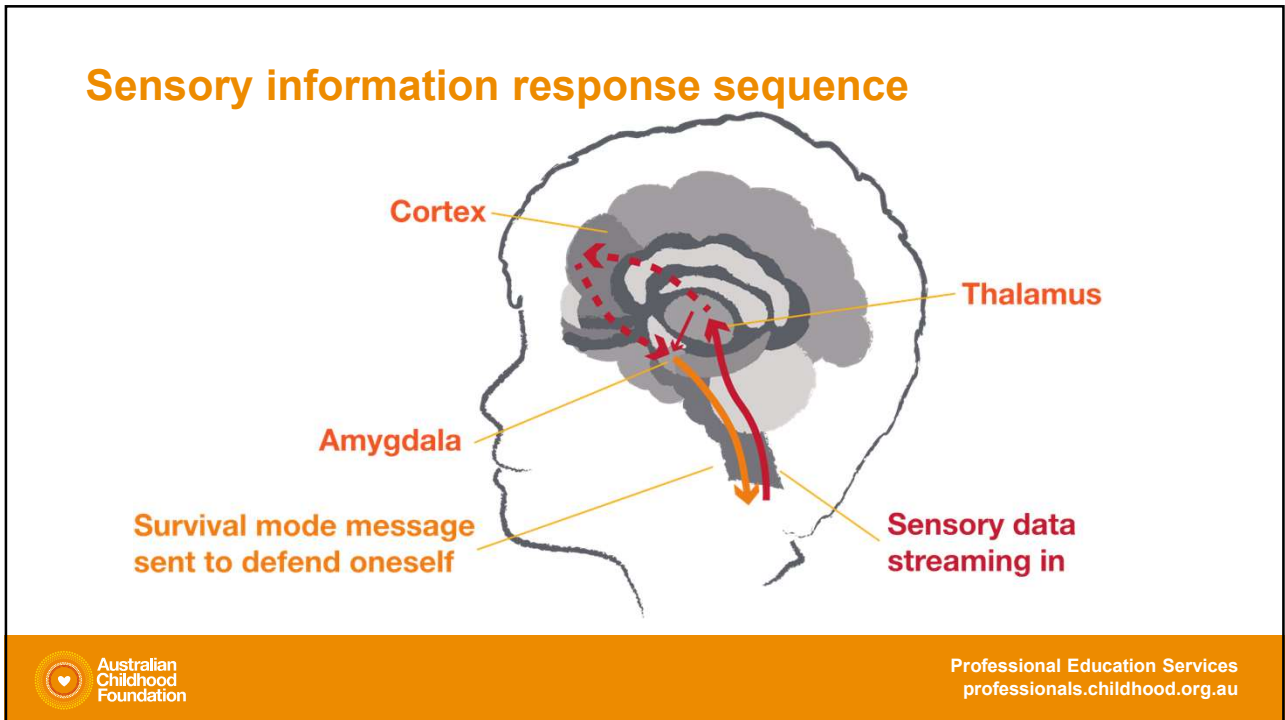 Sensory information response sequence
Cortex
Thalamus
Amygdala
Survival mode message
sent to defend oneself
Sensory data
streaming in
Australian
Childhood
Foundation
Professional Education Services
professionals.childhood.org.au